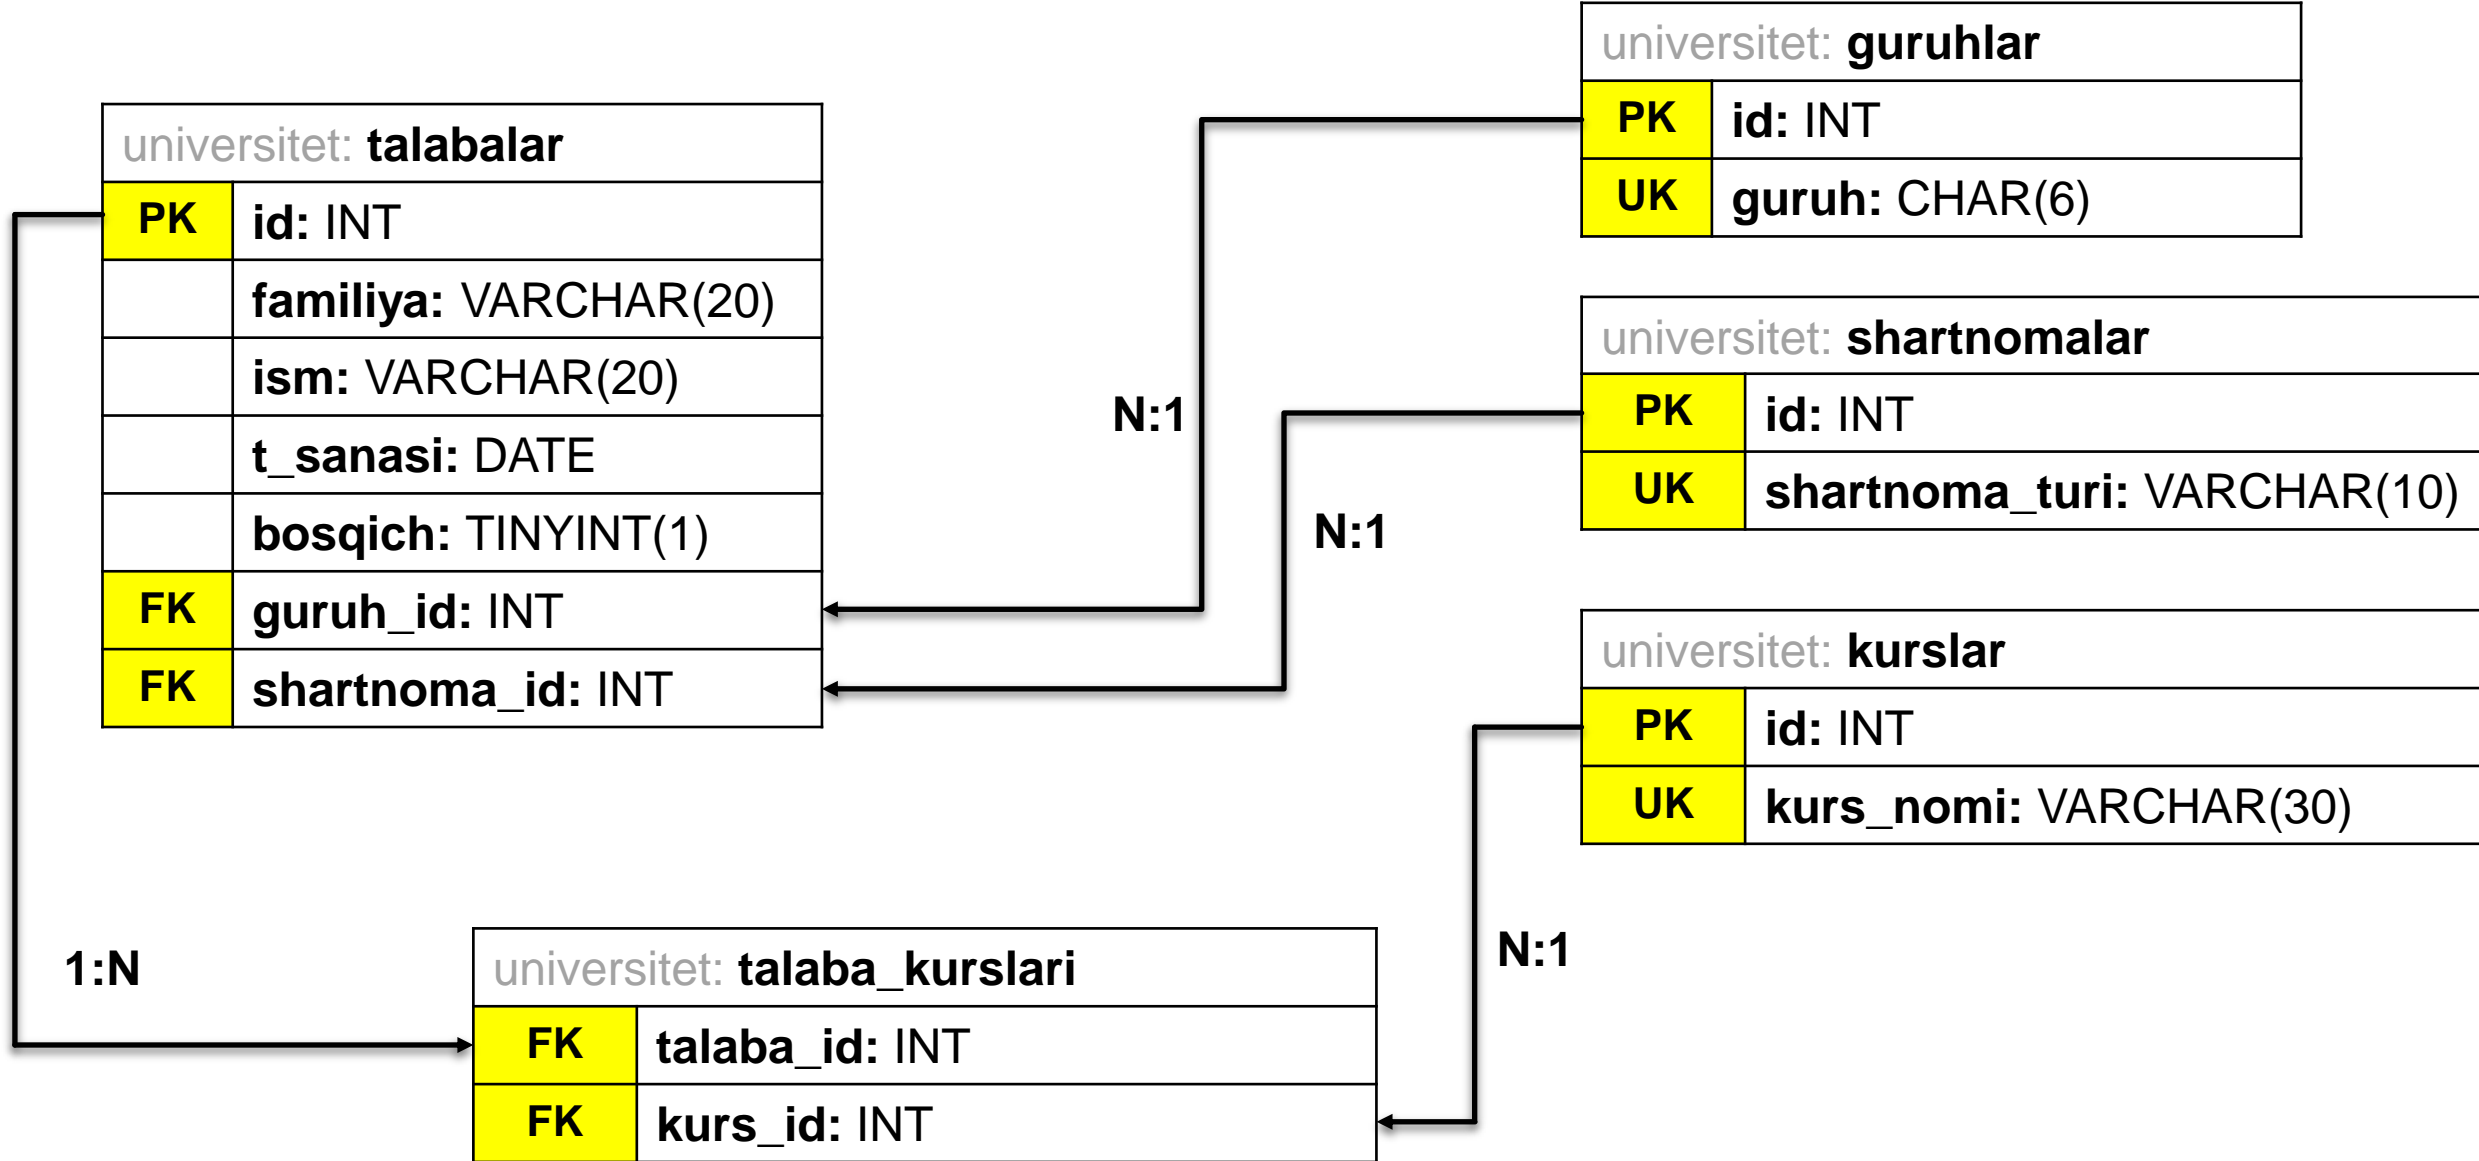 universitet: talabalar
PK id: INT
familiya: VARCHAR(20)
ism: VARCHAR(20)
t_sanasi: DATE
bosqich: TINYINT(1)
FK guruh_id: INT
FK shartnoma_id: INT
universitet: guruhlar
PK id: INT
UK guruh: CHAR(6)
N:1
universitet: shartnomalar
PK id: INT
UK shartnoma_turi: VARCHAR(10)
N:1
universitet: kurslar
PK id: INT
UK kurs_nomi: VARCHAR(30)
N:1
1:N
universitet: talaba_kurslari
FK talaba_id: INT
FK kurs_id: INT